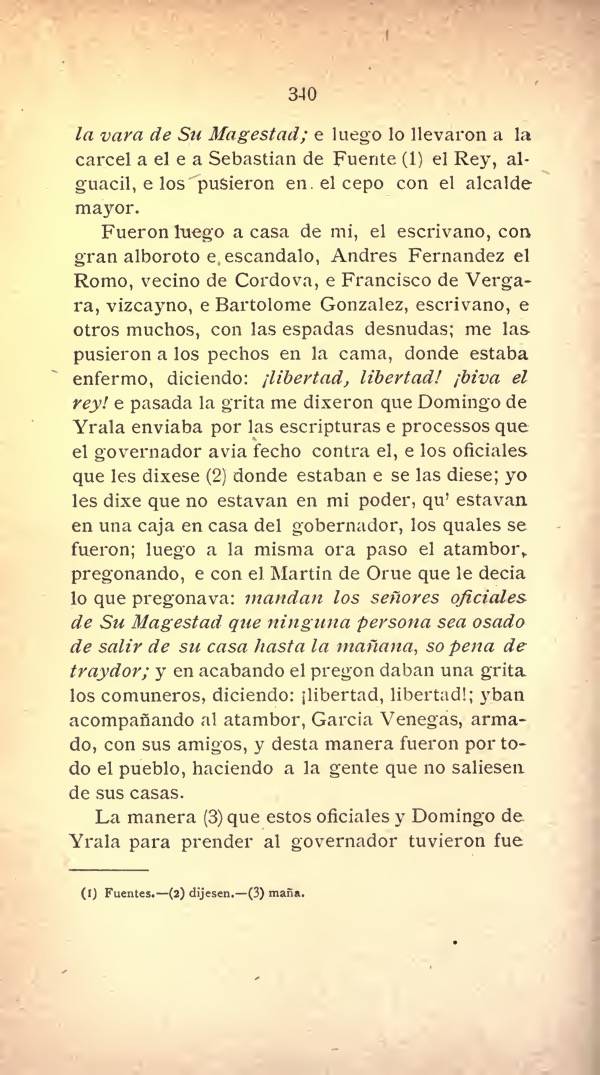 340
la vara de Su Magestad; e luego lo llevaron a la
carcel a el e a Sebastian de Fuente (1) el Rey, al-
guacil, e los pusieron en el cepo con el alcalde
mayor.
Fueron luego a casa de mi, el escrivano, con
gran alboroto e escandalo, Andres Fernandez el
Romo, vecino de Cordova, e Francisco de Verga-
ra, vizcayno, e Bartolome Gonzalez, escrivano, e
otros muchos, con las espadas desnudas; me las
pusieron a los pechos en la cama, donde estaba
enfermo, diciendo: ¡libertad, libertad! ¡biva el
rey! e pasada la grita me dixeron que Domingo de
Yrala enviaba por las escripturas e processos que
el governador avia fecho contra el, e los oficiales
que les dixese (2) donde estaban e se las diese; yo
les dixe que no estavan en mi poder, qu' estavan
en una caja en casa del gobernador, los quales se
fueron; luego a la misma ora paso el atambor,
pregonando, e con el Martin de Orue que le decia
lo que pregonava: mandan los señores oficiales
de Su Magestad que ninguna persona sea osado
de salir de su casa hasta la mañana, so pena de
traydor; y en acabando el pregon daban una grita
los comuneros, diciendo: ¡libertad, libertad!; yban
acompañando al atambor, Garcia Venegas, arma-
do, con sus amigos, y desta manera fueron por to-
do el pueblo, haciendo a la gente que no saliesen
de sus casas.
La manera (3) que estos oficiales y Domingo de
Yrala para prender al governador tuvieron fue
(1) Fuentes.—(2) dijesen.—(3) maña.